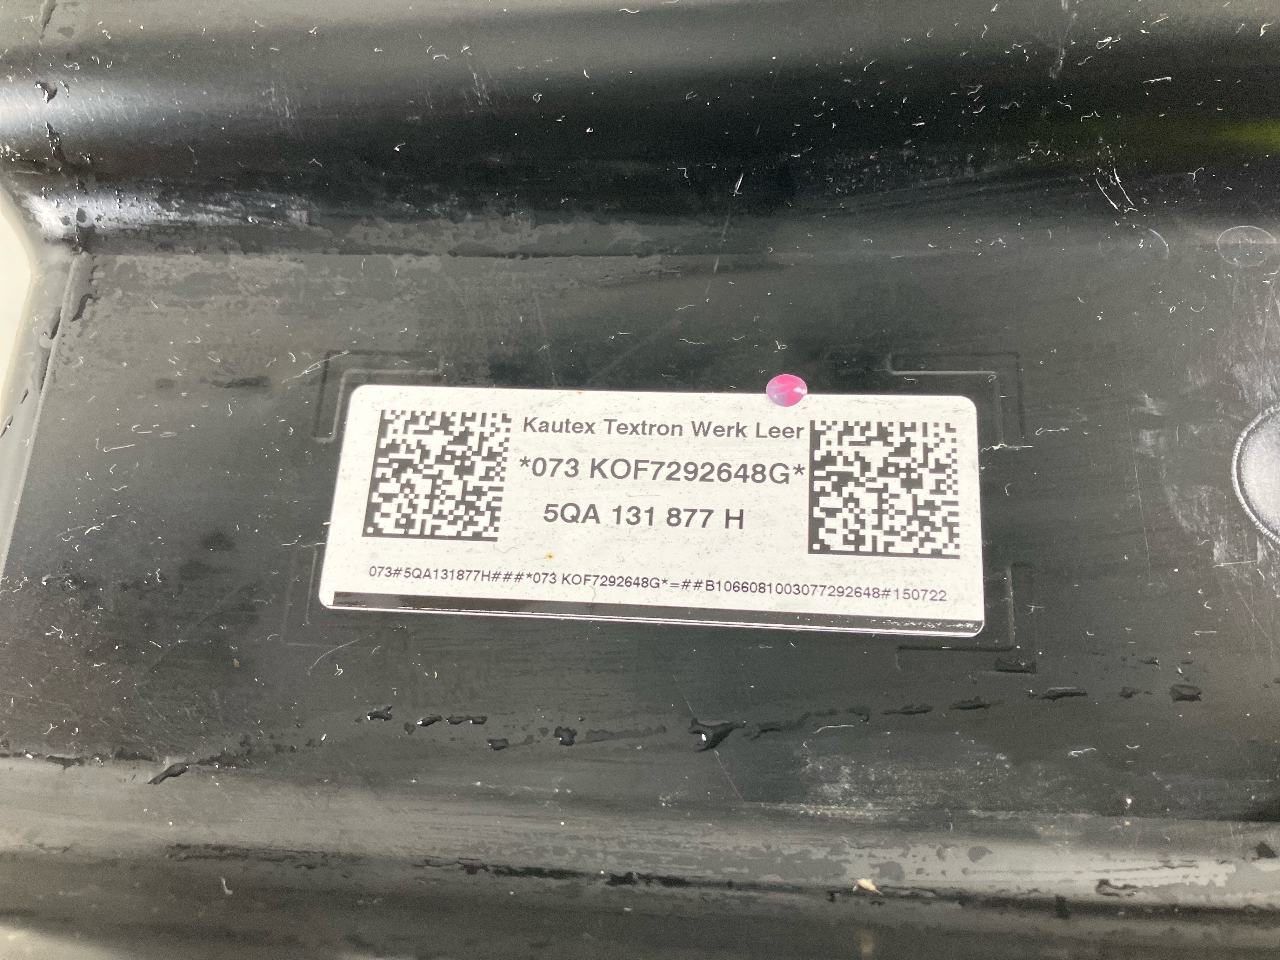 Kautex Textron Werk Leer
*073 KOF7292648G*
5QA 131 877 H
073#5QA131877H###*073 KOF7292648G*=##B1066081003077292648#150722